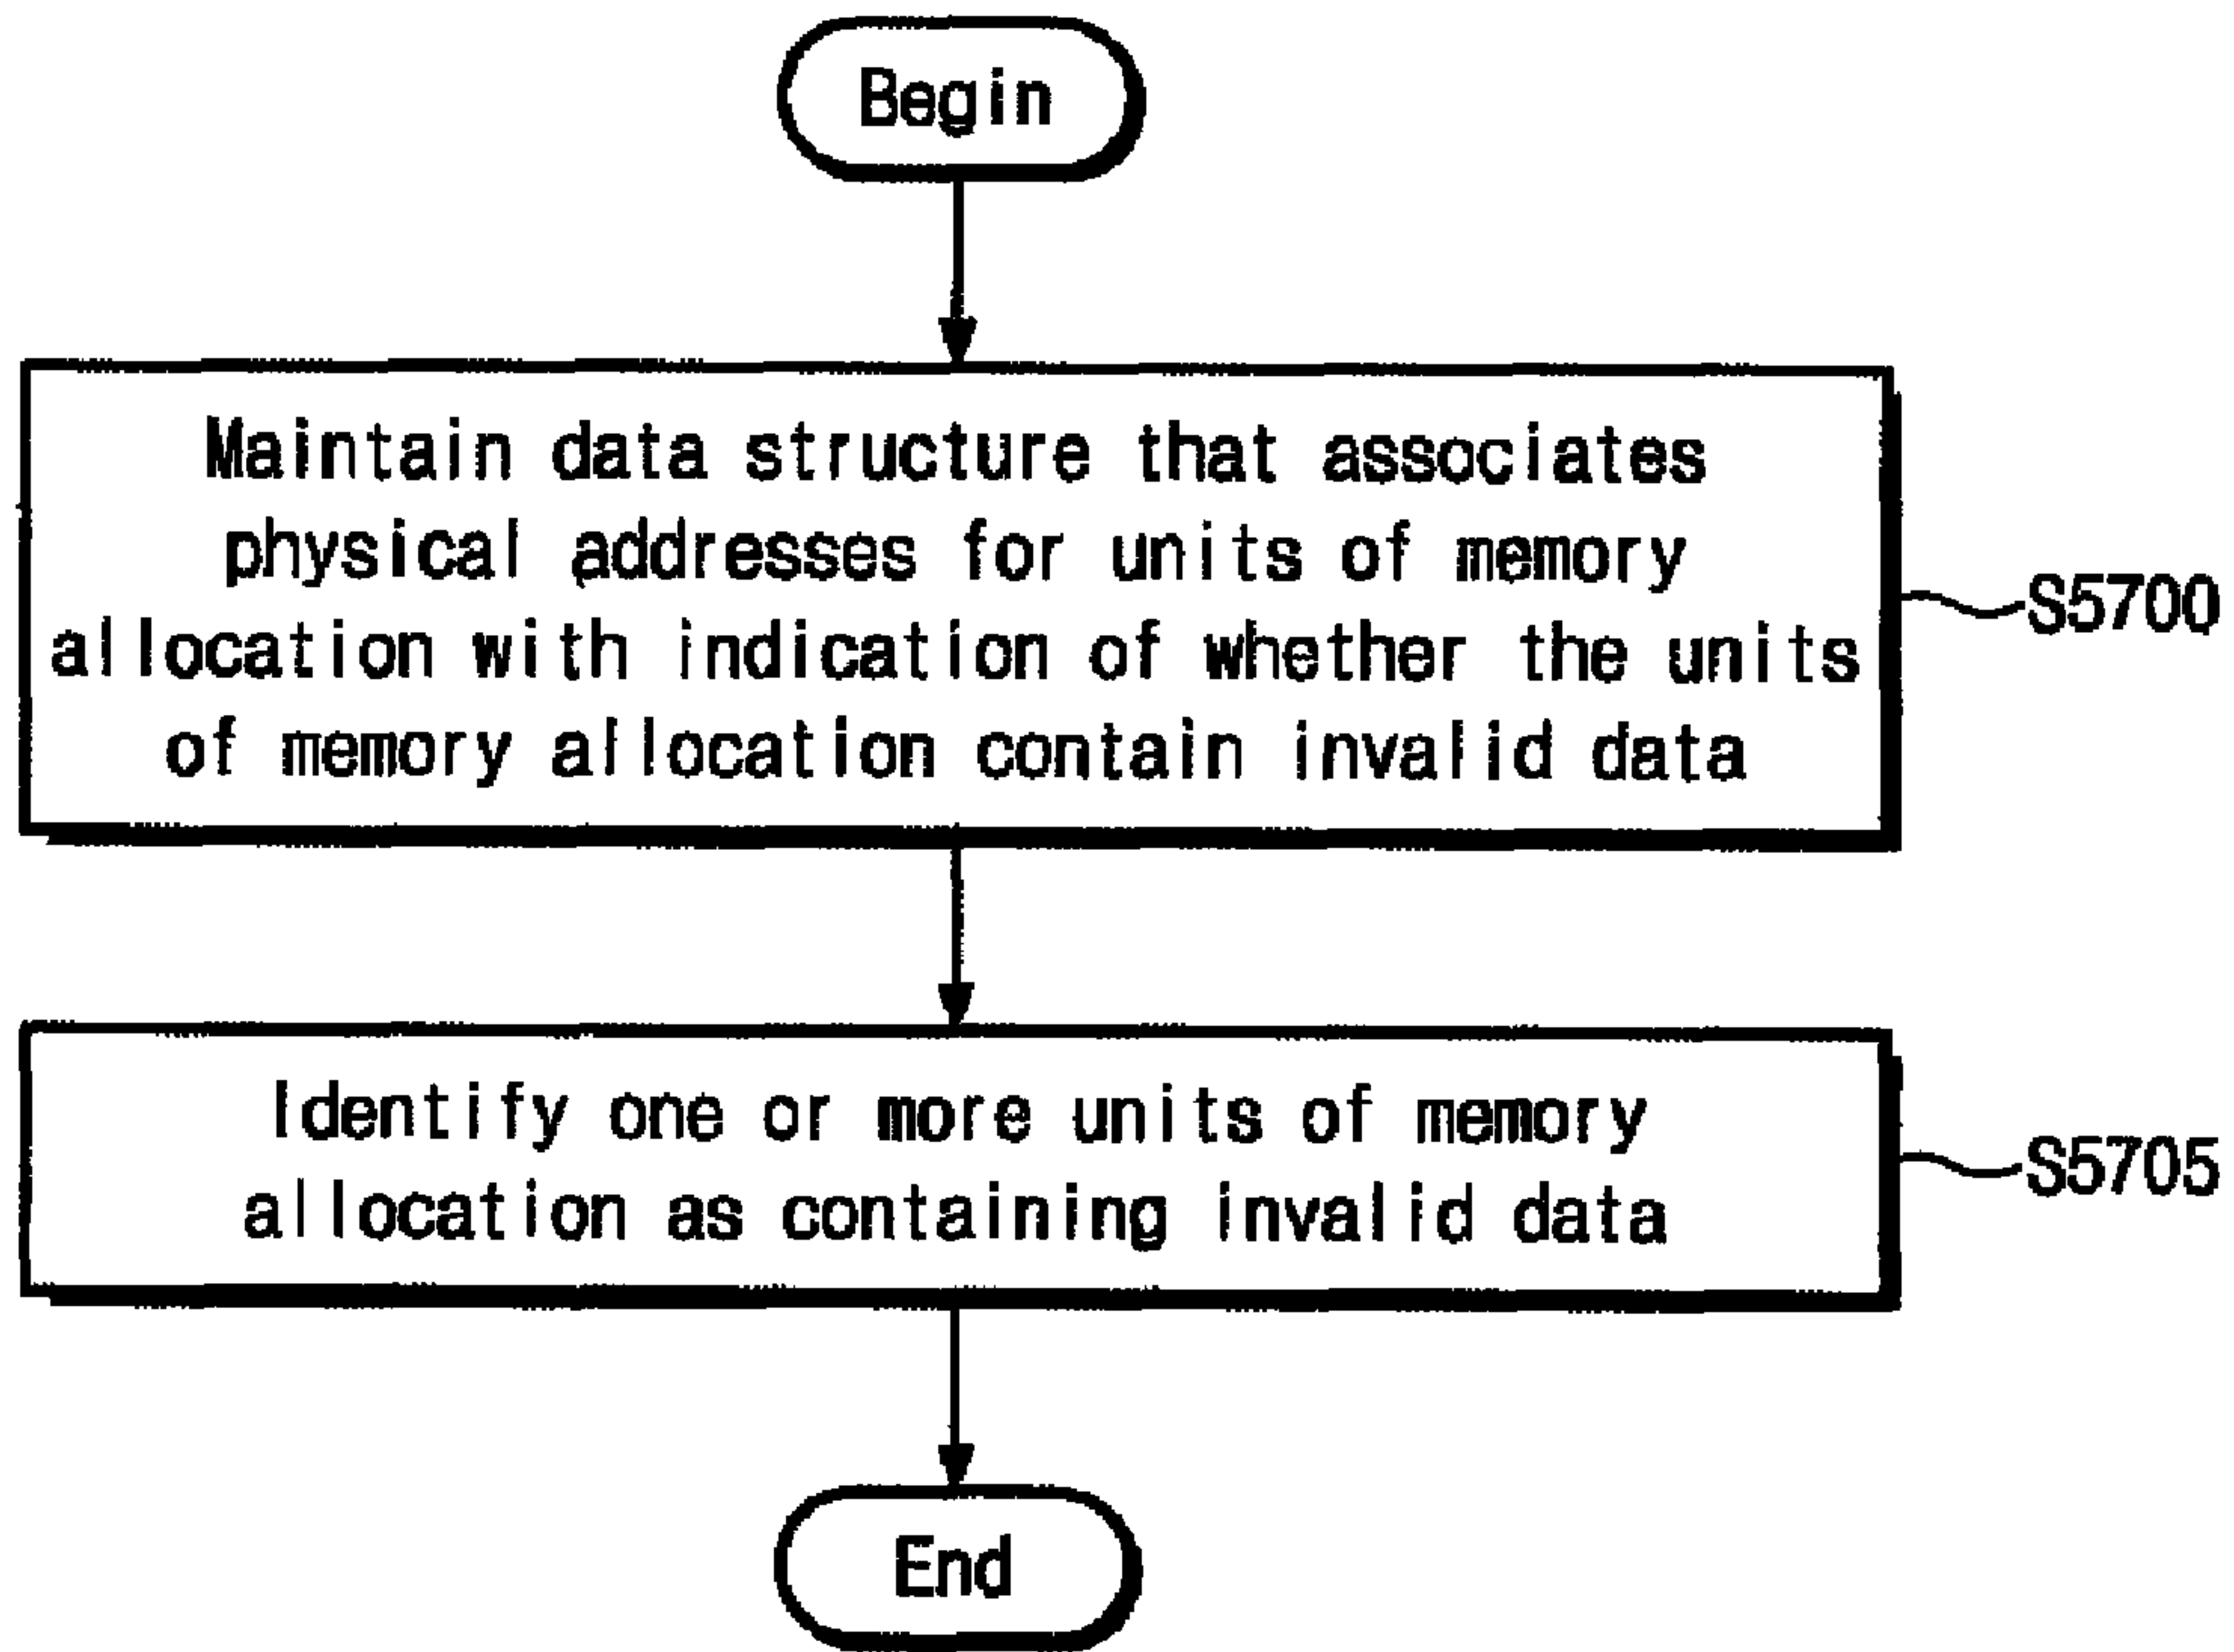 Begin
Maintain data structure that associates
physical addresses for units of memory
allocation with indication of whether the units
of memory allocation contain invalid data
S5700
Identify one or more units of memory
allocation as containing invalid data
S5705
End